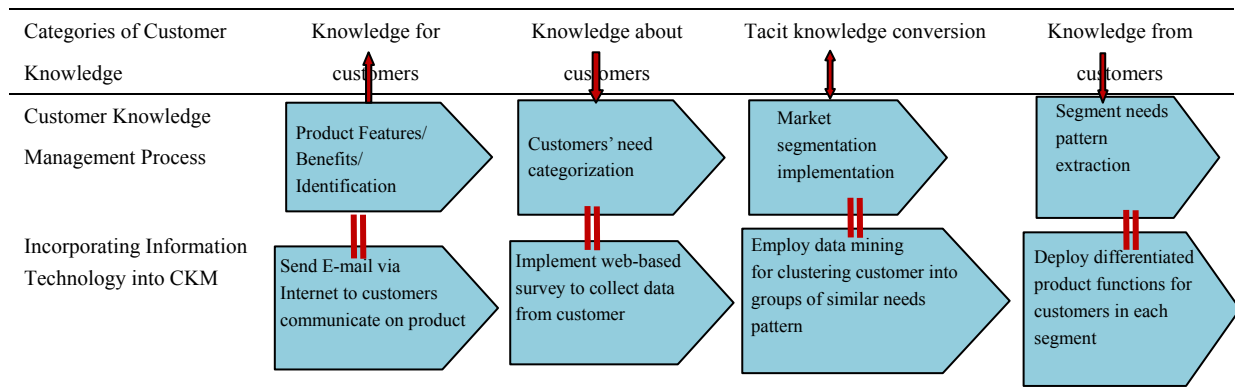 Categories of Customer
Knowledge
Knowledge for
customers
Knowledge about
customers
Tacit knowledge conversion
Knowledge from
customers
Customer Knowledge
Management Process
Product Features/
Benefits/
Identification
Customers’ need
categorization
Market
segmentation
implementation
Segment needs
pattern
extraction
Incorporating Information
Technology into CKM
Send E-mail via
Internet to customers
communicate on product
Implement web-based
survey to collect data
from customer
Employ data mining
for clustering customer into
groups of similar needs
pattern
Deploy differentiated
product functions for
customers in each
segment